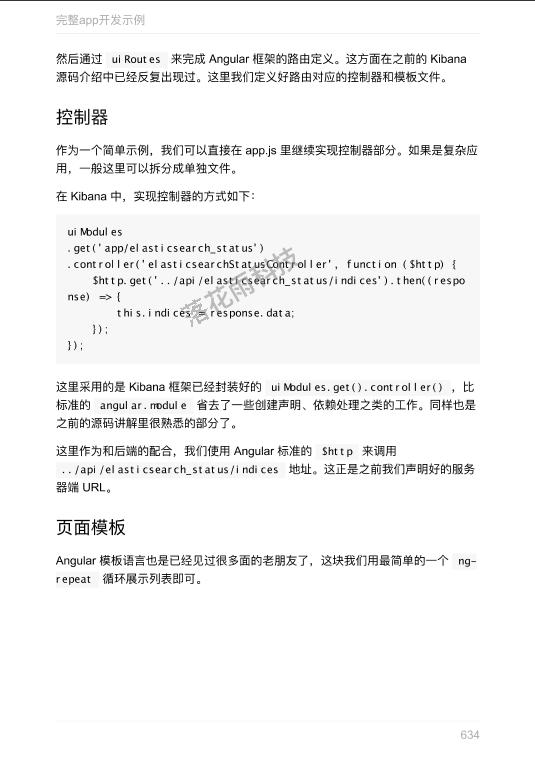 完整app开发示例
然后通过 uiRoutes 来完成 Angular 框架的路由定义。这方面在之前的 Kibana
源码介绍中已经反复出现过。这里我们定义好路由对应的控制器和模板文件。
控制器
作为一个简单示例，我们可以直接在 app.js 里继续实现控制器部分。如果是复杂应
用，一般这里可以拆分成单独文件。
在 Kibana 中，实现控制器的方式如下：
uiModules
.get('app/elasticsearch_status')
.controller('elasticsearchStatusController', function ($http) {
    $http.get('../api/elasticsearch_status/indices').then((respo
nse) => {
        this.indices = response.data;
    });
});
落花雨科技
这里采用的是 Kibana 框架已经封装好的 uiModules.get().controller() ，比
标准的 angular.module 省去了一些创建声明、依赖处理之类的工作。同样也是
之前的源码讲解里很熟悉的部分了。
这里作为和后端的配合，我们使用 Angular 标准的 $http 来调用
../api/elasticsearch_status/indices 地址。这正是之前我们声明好的服务
器端 URL。
页面模板
Angular 模板语言也是已经见过很多面的老朋友了，这块我们用最简单的一个 ng-
repeat 循环展示列表即可。
634